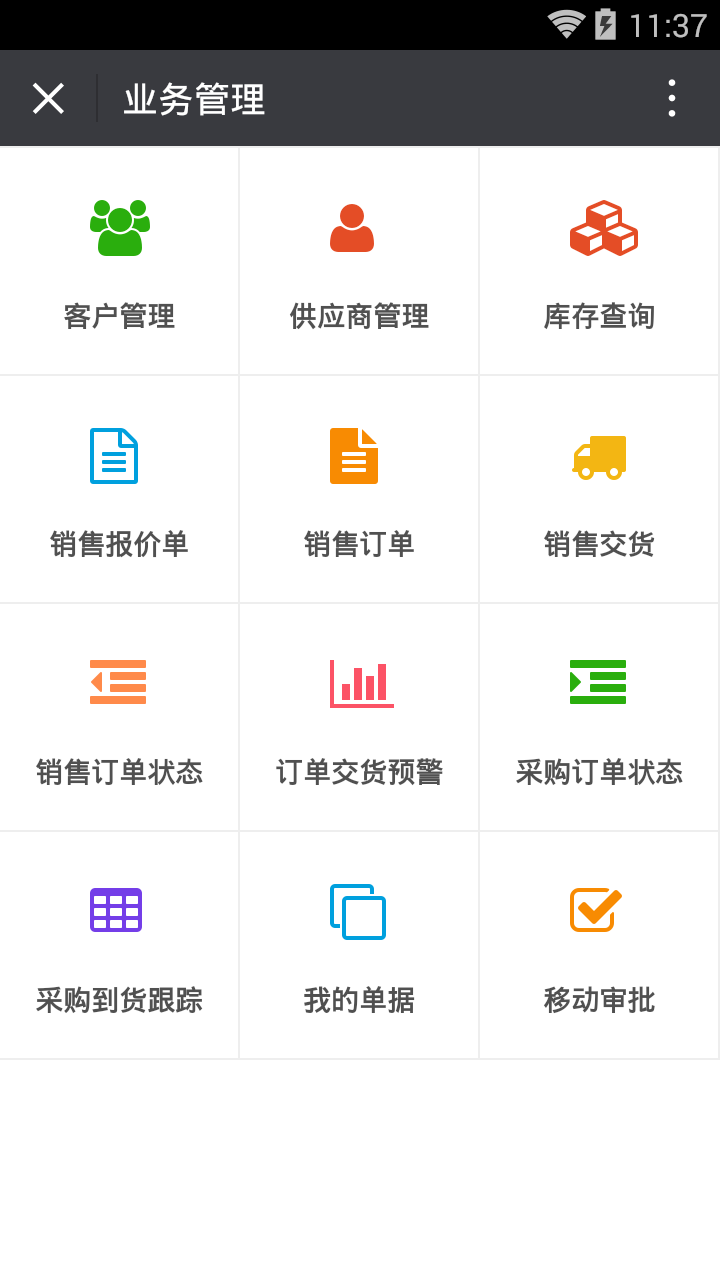 11:37
业务管理
客户管理
供应商管理
库存查询
销售报价单
销售订单
销售交货
销售订单状态
订单交货预警
采购订单状态
采购到货跟踪
我的单据
移动审批